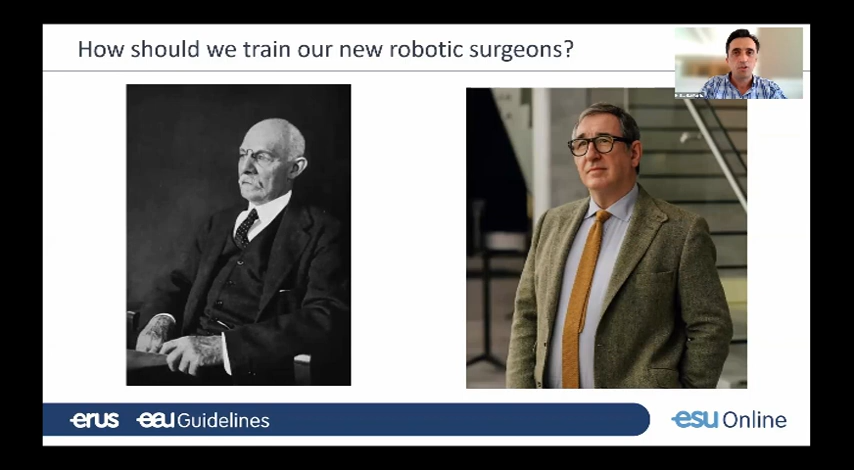 How should we train our new robotic surgeons?
erus eau Guidelines
esu Online